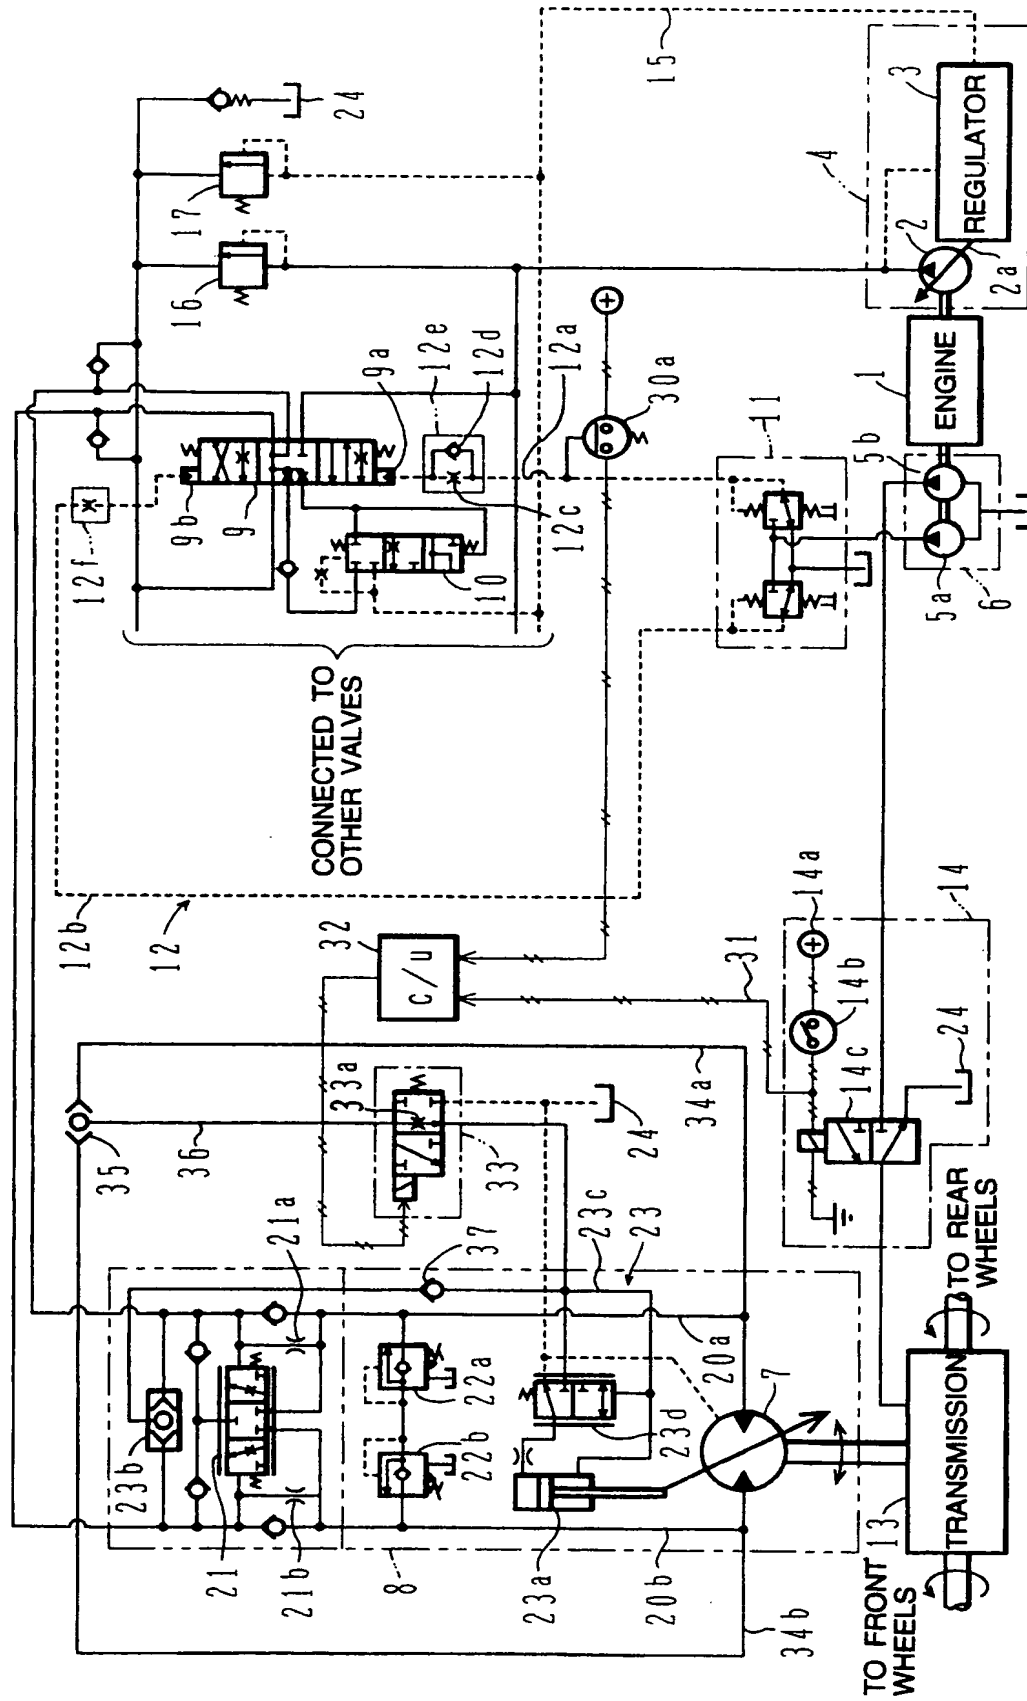 12b
12f
35
12
23b
36
9b
16
17
21
9
21a
21b
CONNECTED TO
OTHER VALVES
33a
32
24
9a
8
C/U
12e
37
22b
22a
10
12d
33
23a
12c
12a
23d
23c
23
24
20b
30a
15
34a
20a
31
7
11
34b
14a
4
14b
14c
TO FRONT
WHEELS
13
5b
1
2
3
5a
24
14
TRANSMISSION
TO REAR
WHEELS
ENGINE
REGULATOR
6
2a